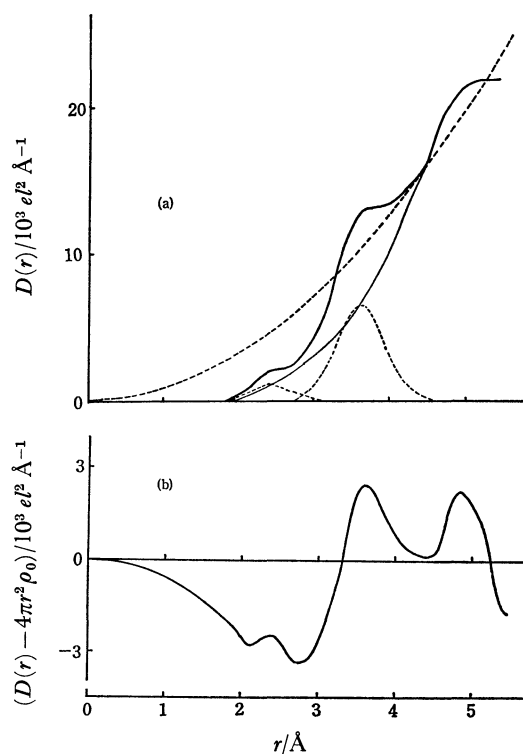 D(r)/10³ el² Å⁻¹
20
10
0
(a)
(D(r)−4πr²ρ₀)/10³ el² Å⁻¹
3
0
−3
(b)
0 1 2 3 4 5
r/Å